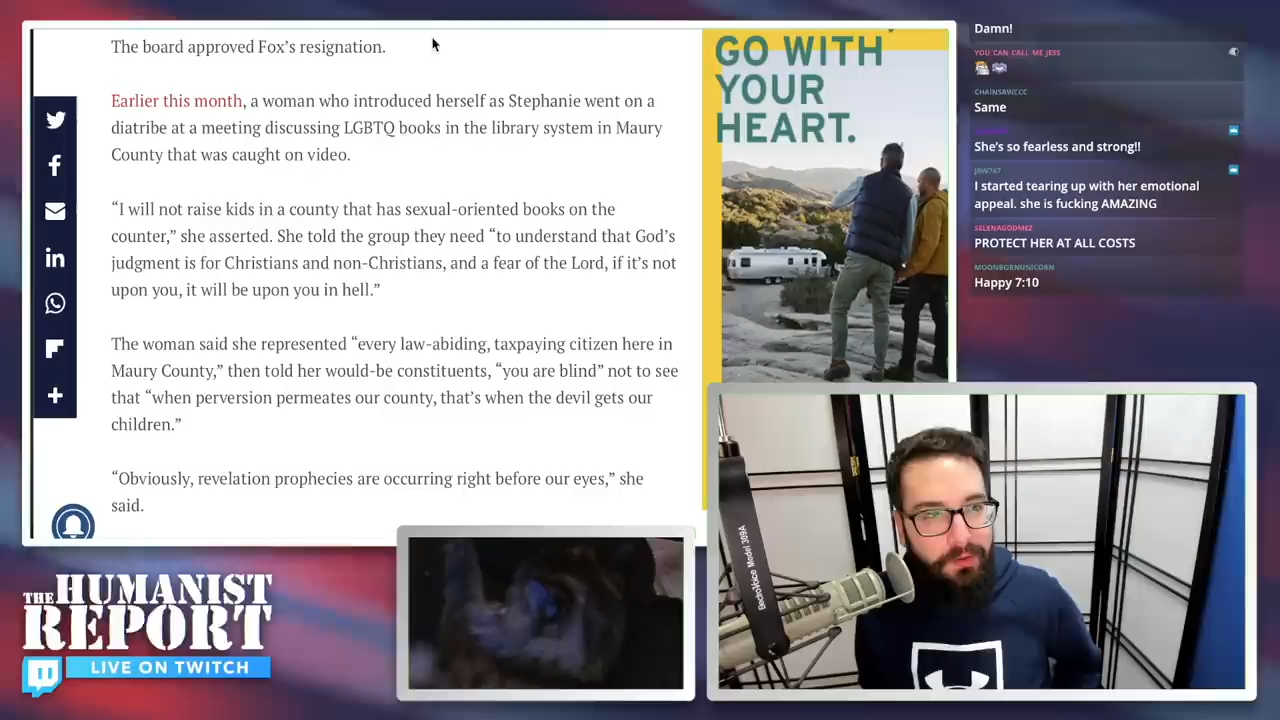 The board approved Fox's resignation.
Earlier this month, a woman who introduced herself as Stephanie went on a
diatribe at a meeting discussing LGBTQ books in the library system in Maury
County that was caught on video.
“I will not raise kids in a county that has sexual-oriented books on the
counter,” she asserted. She told the group they need “to understand that God’s
judgment is for Christians and non-Christians, and a fear of the Lord, if it’s not
upon you, it will be upon you in hell.”
The woman said she represented “every law-abiding, taxpaying citizen here in
Maury County,” then told her would-be constituents, “you are blind” not to see
that “when perversion permeates our county, that’s when the devil gets our
children.”
“Obviously, revelation prophecies are occurring right before our eyes,” she
said.
GO WITH
YOUR
HEART.
Damn!
YOU CAN CALL ME JESS
CHAINSAWCCC
Same
She’s so fearless and strong!!
JRW767
I started tearing up with her emotional
appeal. she is fucking AMAZING
SELENAGODMEZ
PROTECT HER AT ALL COSTS
MOONBORNUNICORN
Happy 7:10
ElectroVoice Model 309A
THE HUMANIST
REPORT
LIVE ON TWITCH